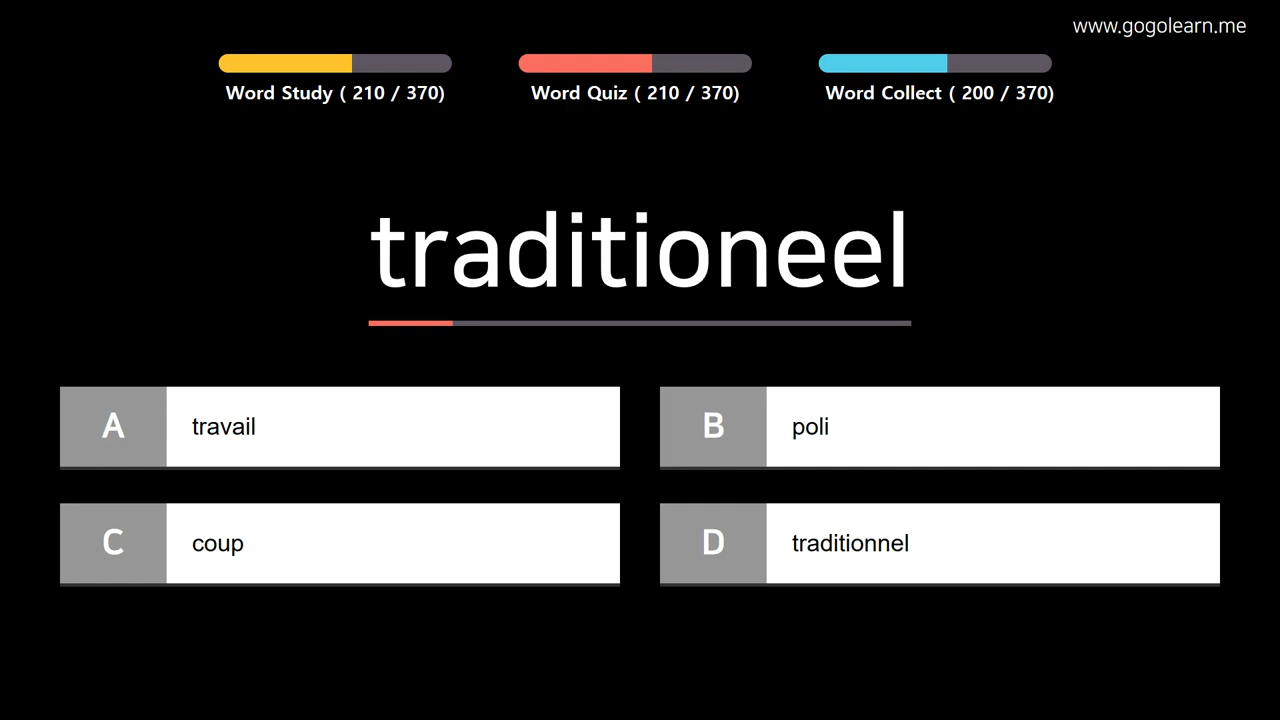 www.gogolearn.me
Word Study ( 210 / 370)
Word Quiz ( 210 / 370)
Word Collect ( 200 / 370)
traditioneel
A
travail
B
poli
C
coup
D
traditionnel